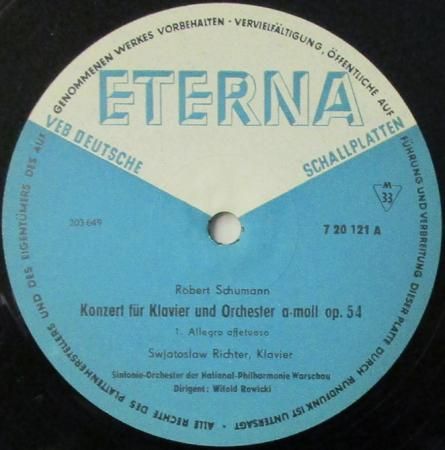 ALLE RECHTE DES PLATTENHERSTELLERS UND DES EIGENTÜMERS DES AUFGENOMMENEN WERKES VORBEHALTEN · VERVIELFÄLTIGUNG, ÖFFENTLICHE AUFFÜHRUNG UND VERBREITUNG DIESER PLATTE DURCH RUNDFUNK IST UNTERSAGT ·
ETERNA
VEB DEUTSCHE SCHALLPLATTEN
M
33
203 649
7 20 121 A
Robert Schumann
Konzert für Klavier und Orchester a-moll op. 54
1. Allegro affetuoso
Swjatoslaw Richter, Klavier
Sinfonie-Orchester der National-Philharmonie Warschau
Dirigent: Witold Rowicki